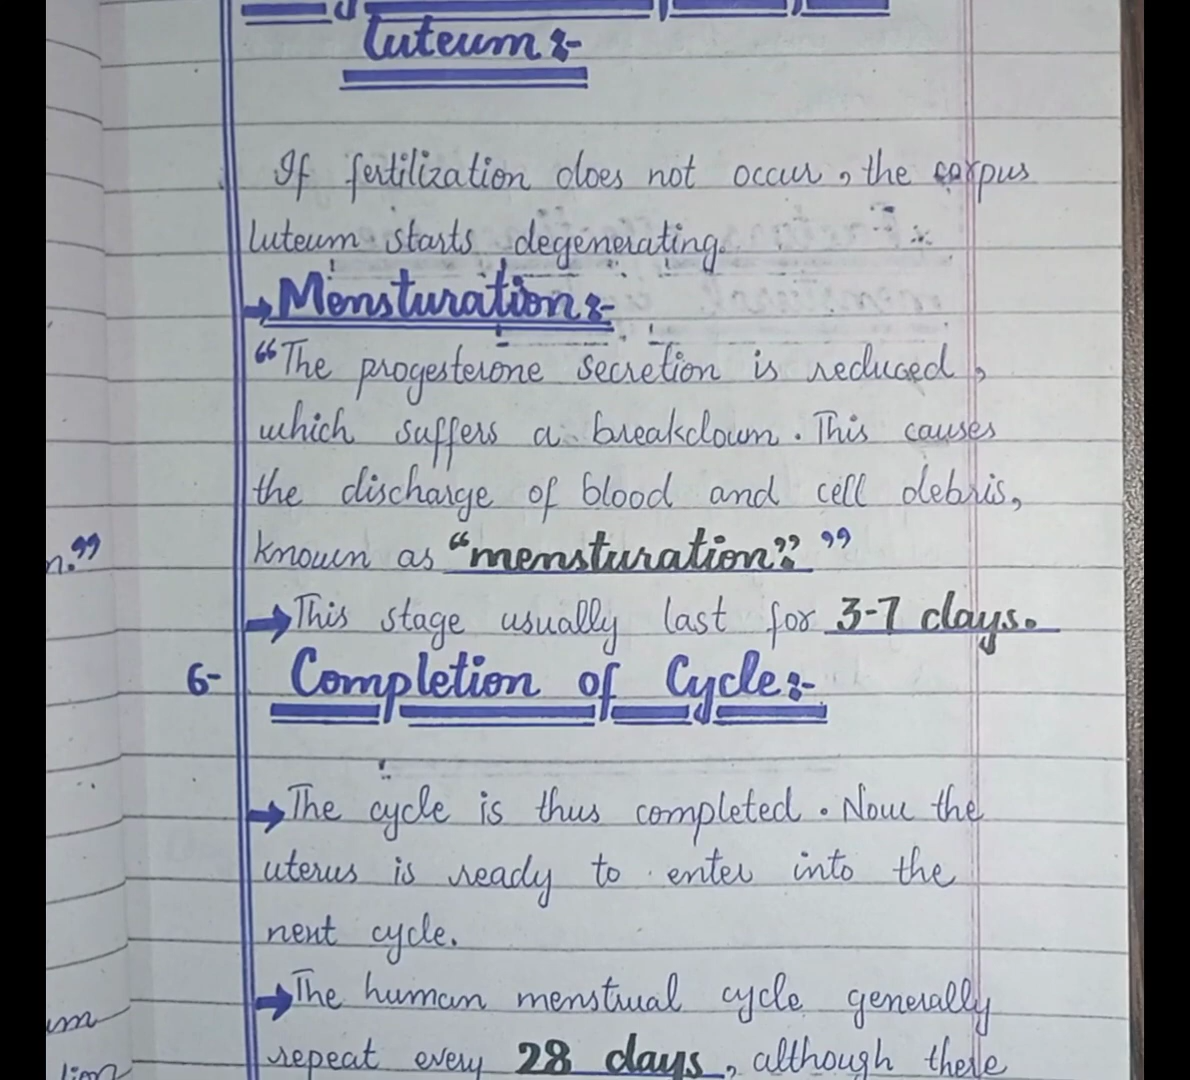 luteum:-
If fertilization does not occur, the corpus
luteum starts degenerating.
→ Mensturation:-
"The progesterone secretion is reduced,
which suffers a breakdown. This causes
the discharge of blood and cell debris,
n."
known as "mensturation:" "
→ This stage usually last for 3-7 days.
6- Completion of Cycle:-
→ The cycle is thus completed. Now the
uterus is ready to enter into the
next cycle.
→ The human menstrual cycle generally
repeat every 28 days, although there